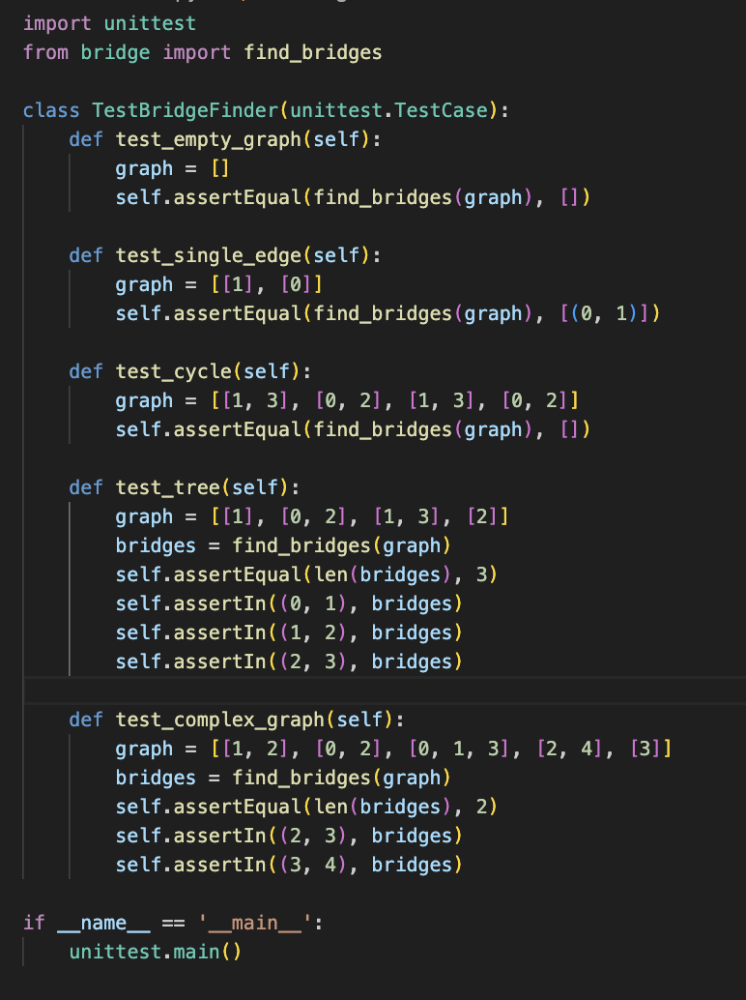 import unittest
from bridge import find_bridges

class TestBridgeFinder(unittest.TestCase):
    def test_empty_graph(self):
        graph = []
        self.assertEqual(find_bridges(graph), [])

    def test_single_edge(self):
        graph = [[1], [0]]
        self.assertEqual(find_bridges(graph), [(0, 1)])

    def test_cycle(self):
        graph = [[1, 3], [0, 2], [1, 3], [0, 2]]
        self.assertEqual(find_bridges(graph), [])

    def test_tree(self):
        graph = [[1], [0, 2], [1, 3], [2]]
        bridges = find_bridges(graph)
        self.assertEqual(len(bridges), 3)
        self.assertIn((0, 1), bridges)
        self.assertIn((1, 2), bridges)
        self.assertIn((2, 3), bridges)

    def test_complex_graph(self):
        graph = [[1, 2], [0, 2], [0, 1, 3], [2, 4], [3]]
        bridges = find_bridges(graph)
        self.assertEqual(len(bridges), 2)
        self.assertIn((2, 3), bridges)
        self.assertIn((3, 4), bridges)

if __name__ == '__main__':
    unittest.main()